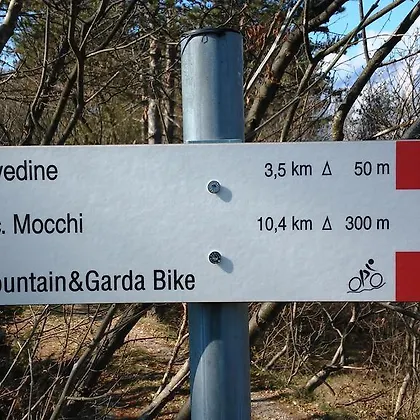 vedine 3,5 km Δ 50 m
. Mocchi 10,4 km Δ 300 m
ountain&Garda Bike